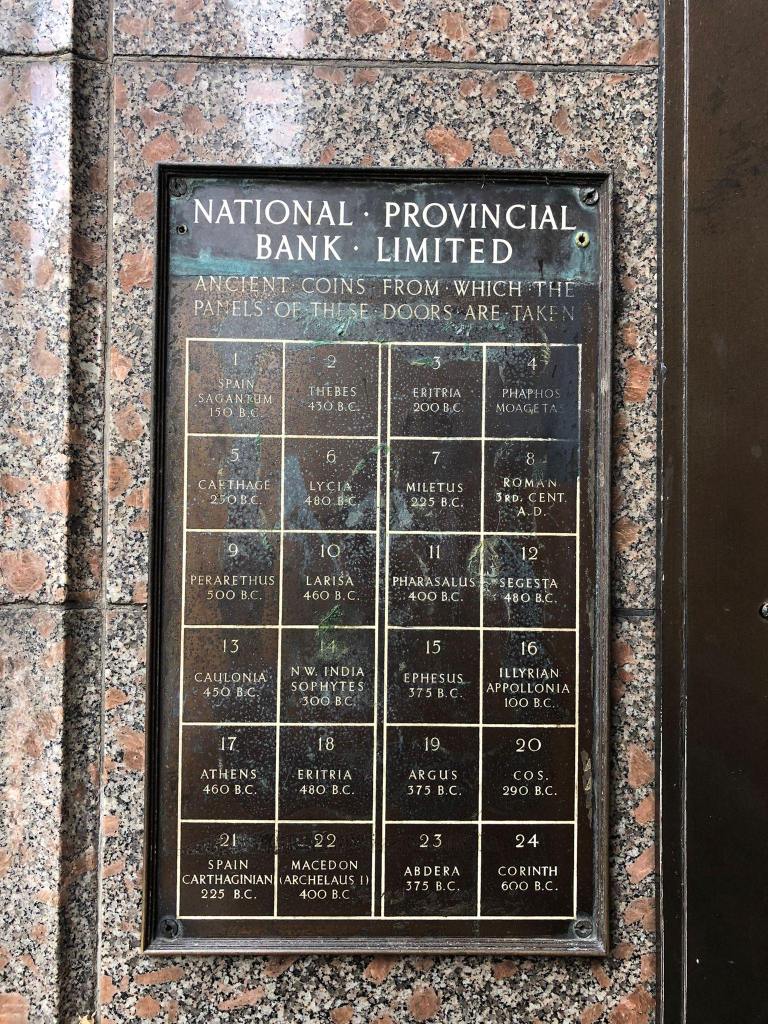 NATIONAL · PROVINCIAL
BANK · LIMITED
ANCIENT · COINS · FROM · WHICH · THE
PANELS · OF · THESE · DOORS · ARE · TAKEN
1
SPAIN
SAGANTUM
150 B.C.
2
THEBES
430 B.C.
3
ERITRIA
200 B.C.
4
PHAPHOS
MOAGETAS
5
CARTHAGE
250 B.C.
6
LYCIA
480 B.C.
7
MILETUS
225 B.C.
8
ROMAN
3RD. CENT.
A.D.
9
PERARETHUS
500 B.C.
10
LARISA
460 B.C.
11
PHARASALUS
400 B.C.
12
SEGESTA
480 B.C.
13
CAULONIA
450 B.C.
14
N.W. INDIA
SOPHYTES
300 B.C.
15
EPHESUS
375 B.C.
16
ILLYRIAN
APPOLLONIA
100 B.C.
17
ATHENS
460 B.C.
18
ERITRIA
480 B.C.
19
ARGUS
375 B.C.
20
COS.
290 B.C.
21
SPAIN
CARTHAGINIAN
225 B.C.
22
MACEDON
(ARCHELAUS I)
400 B.C.
23
ABDERA
375 B.C.
24
CORINTH
600 B.C.